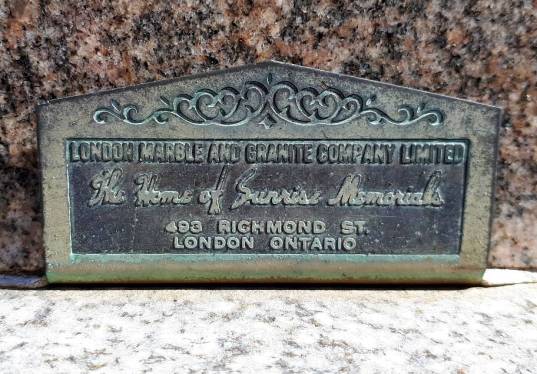 LONDON MARBLE AND GRANITE COMPANY LIMITED
The Home of Sunrise Memorials
493 RICHMOND ST.
LONDON ONTARIO